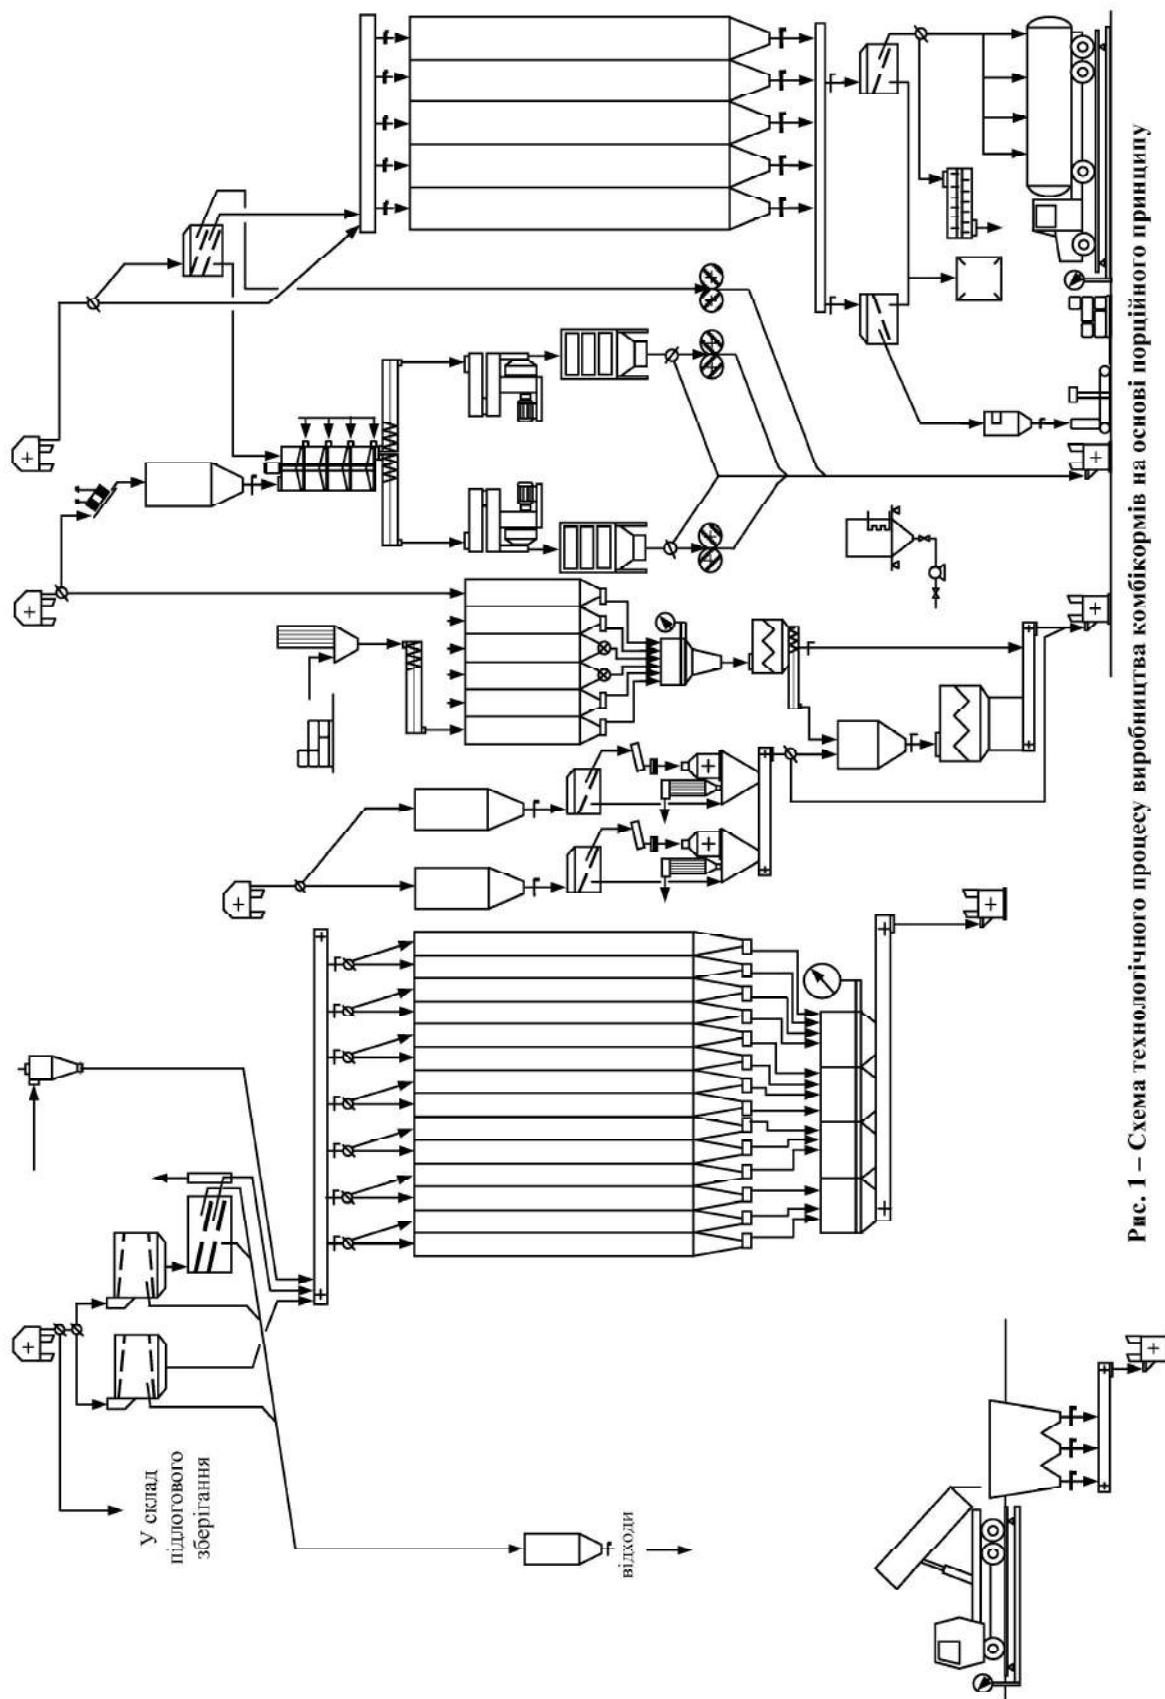 У склад
підлогового
зберігання
відходи
Рис. 1 – Схема технологічного процесу виробництва комбікормів на основі порційного принципу